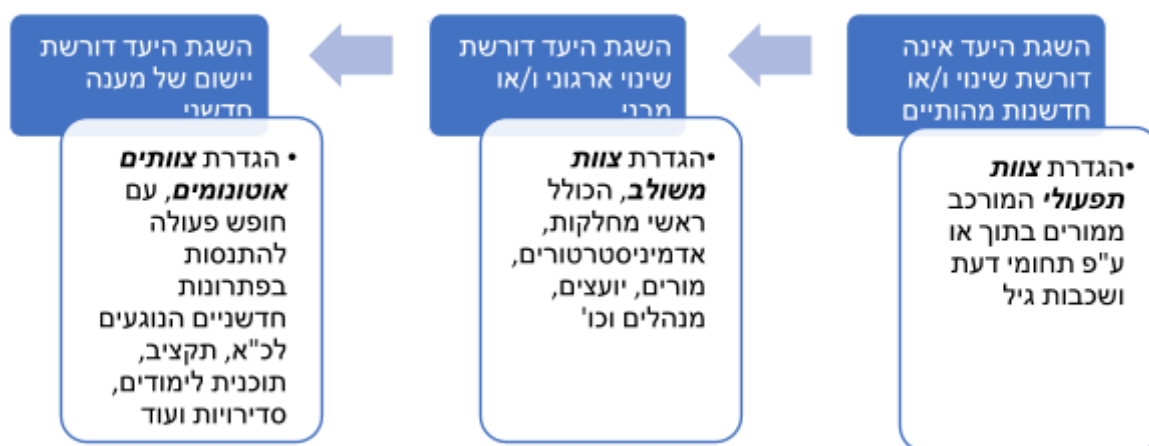 השגת היעד אינה
דורשת שינוי ו/או
חדשנות מהותיים
•הגדרת צוות
תפעולי המורכב
ממורים בתוך או
ע"פ תחומי דעת
ושכבות גיל
השגת היעד דורשת
שינוי ארגוני ו/או
מבני
•הגדרת צוות
משולב, הכולל
ראשי מחלקות,
אדמיניסטרטורים,
מורים, יועצים,
מנהלים וכו'
השגת היעד דורשת
יישום של מענה
חדשני
• הגדרת צוותים
אוטונומים, עם
חופש פעולה
להתנסות
בפתרונות
חדשניים הנוגעים
לכ"א, תקציב,
תוכנית לימודים,
סדירויות ועוד